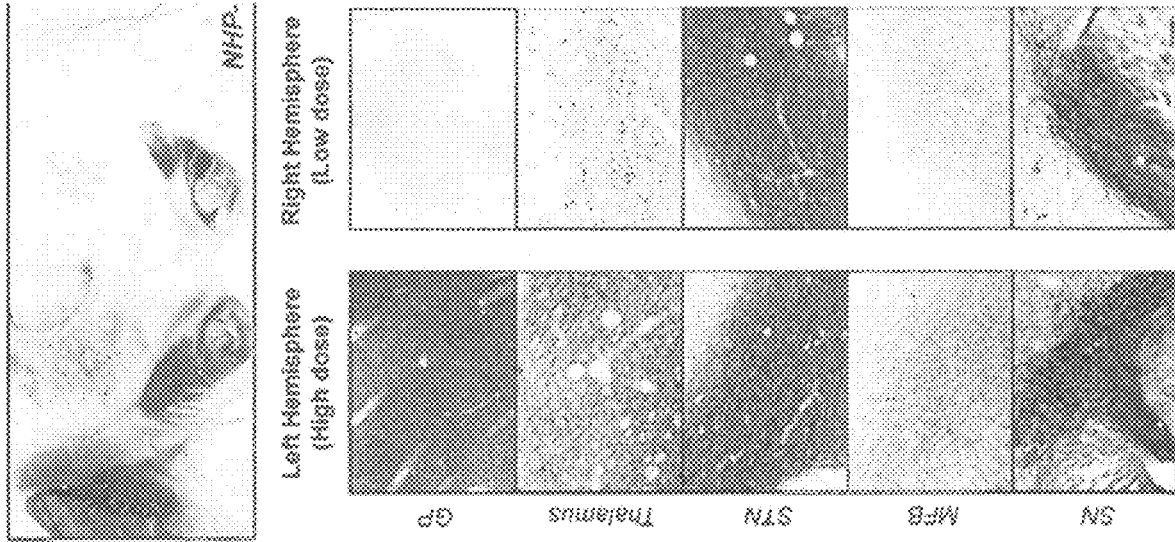 NHP.
Left Hemisphere
(High dose)
Right Hemisphere
(Low dose)
GP
Thalamus
STN
MFB
SN